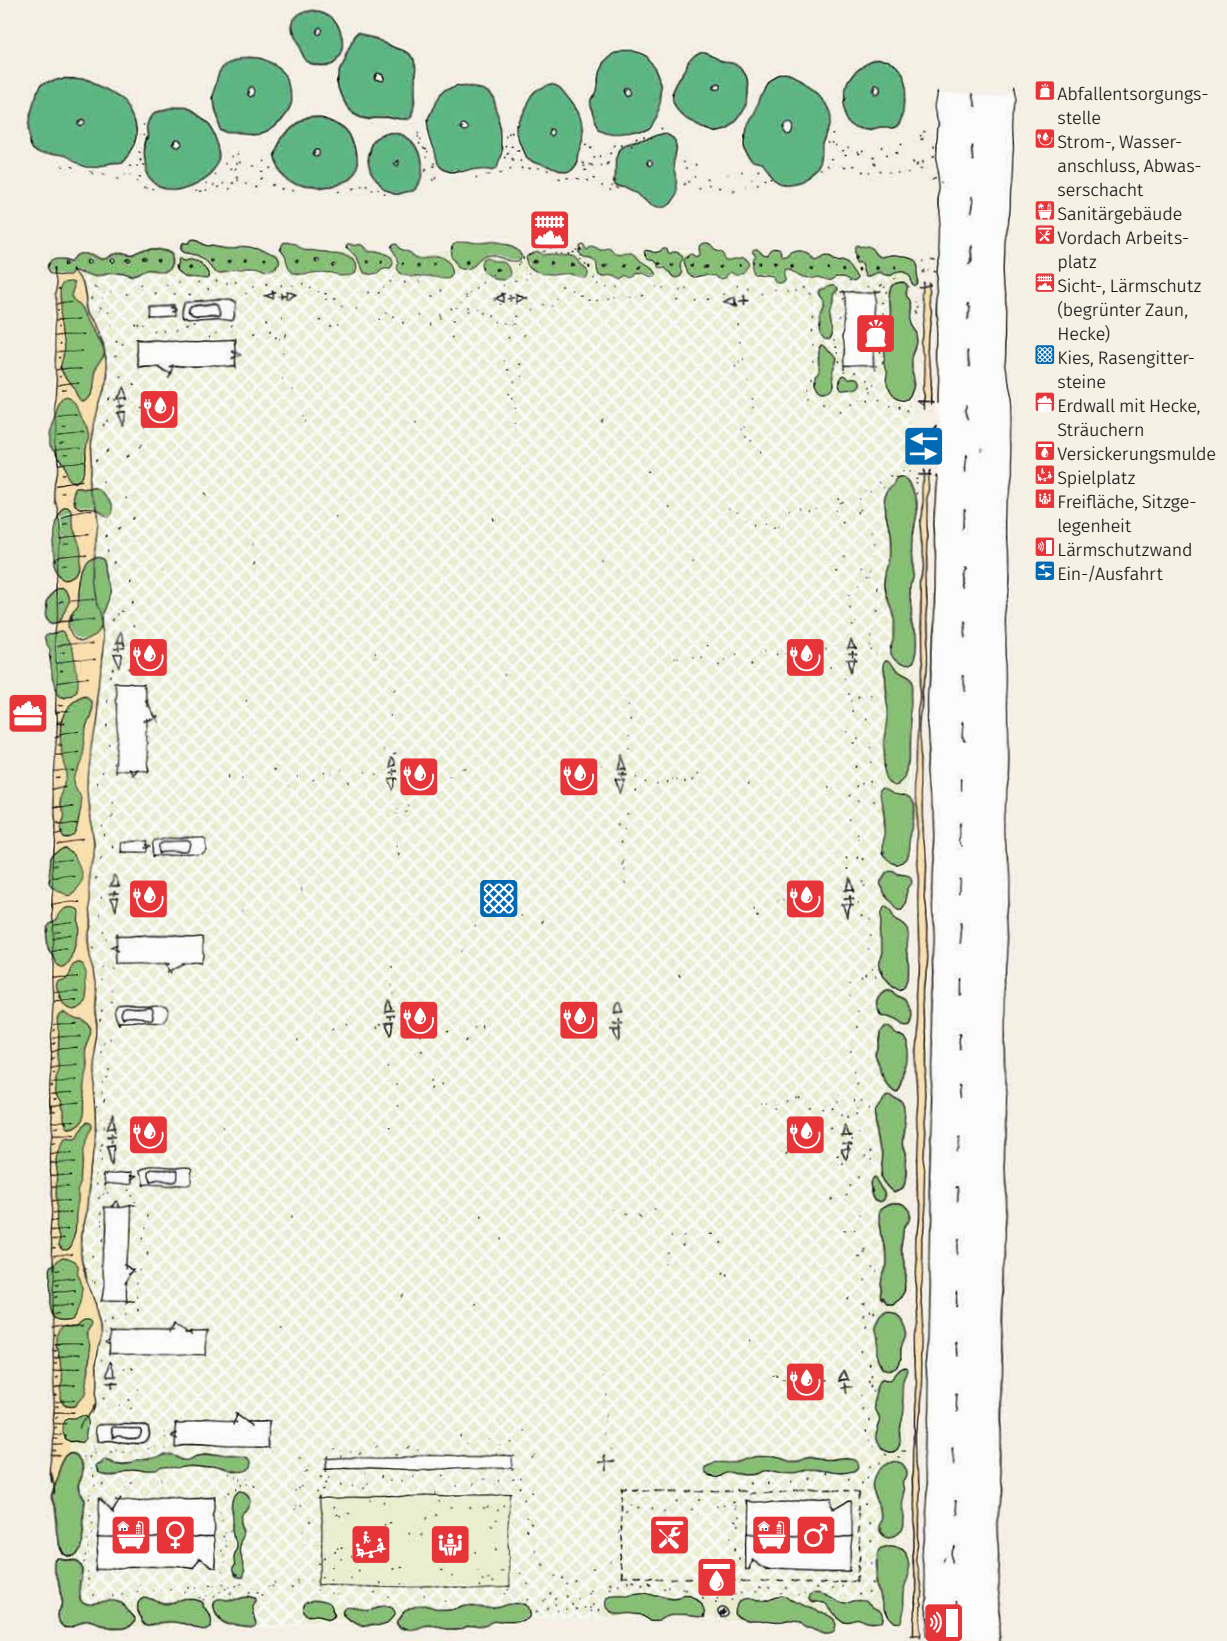 Abfallentsorgungs-
stelle
Strom-, Wasser-
anschluss, Abwas-
serschacht
Sanitärgebäude
Vordach Arbeits-
platz
Sicht-, Lärmschutz
(begrünter Zaun,
Hecke)
Kies, Rasengitter-
steine
Erdwall mit Hecke,
Sträuchern
Versickerungsmulde
Spielplatz
Freifläche, Sitzge-
legenheit
Lärmschutzwand
Ein-/Ausfahrt